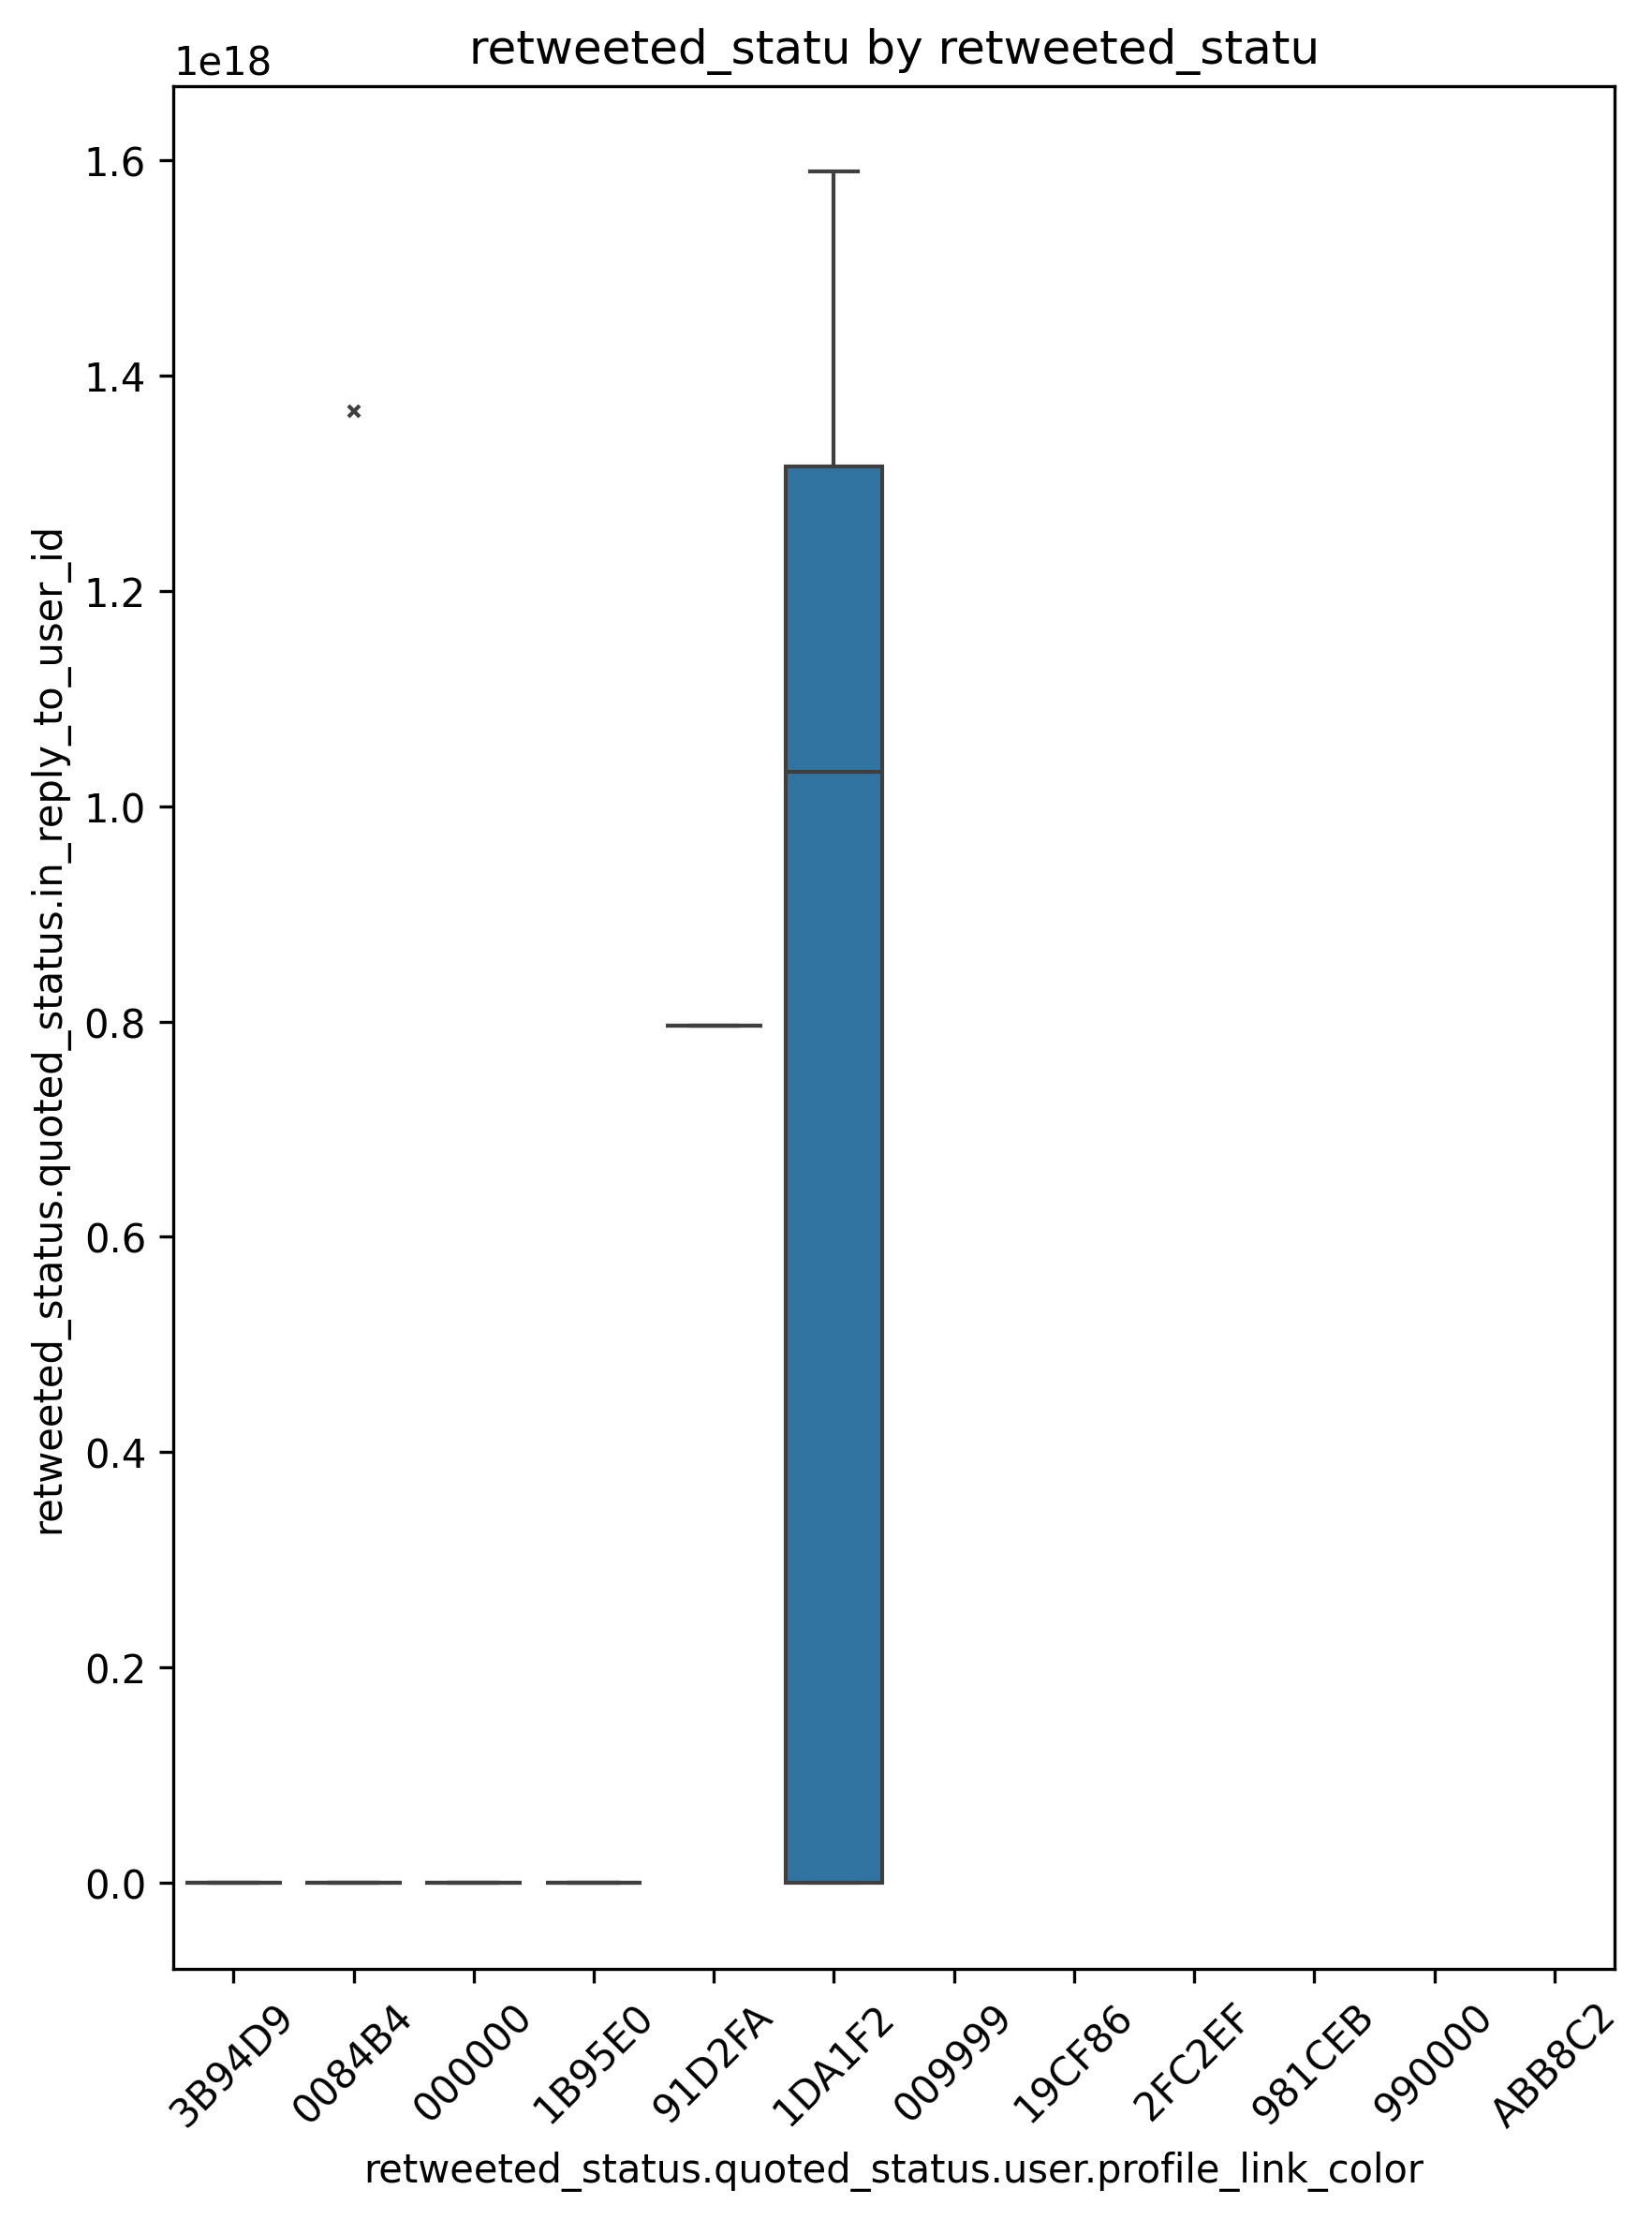 retweeted_statu by retweeted_statu
1e18
1.6
1.4
1.2
1.0
0.8
0.6
0.4
0.2
0.0
retweeted_status.quoted_status.in_reply_to_user_id
3B94D9
0084B4
000000
1B95E0
91D2FA
1DA1F2
009999
19CF86
2FC2EF
981CEB
990000
ABB8C2
retweeted_status.quoted_status.user.profile_link_color